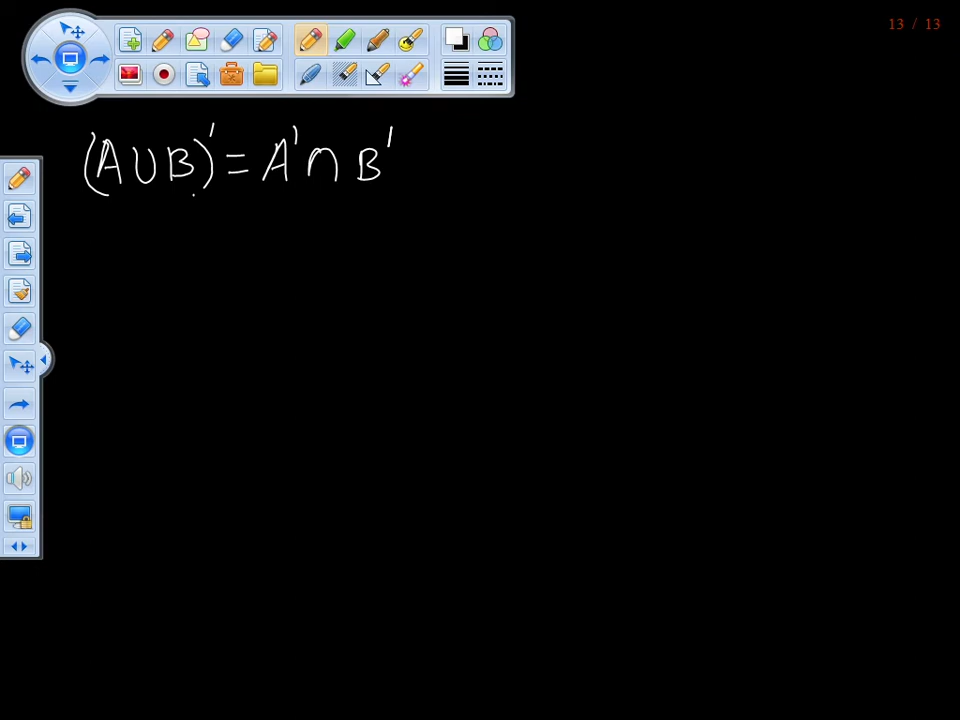 13 / 13
(A∪B)' = A' ∩ B'